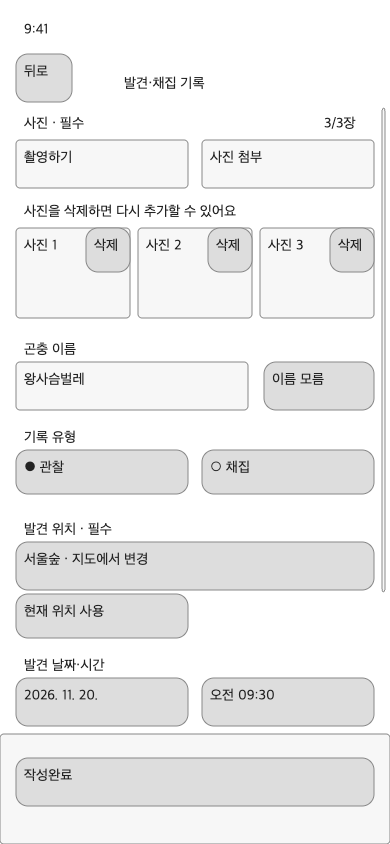 9:41
뒤로
발견·채집 기록
사진 · 필수 3/3장
촬영하기 사진 첨부
사진을 삭제하면 다시 추가할 수 있어요
사진 1 삭제 사진 2 삭제 사진 3 삭제
곤충 이름
왕사슴벌레 이름 모름
기록 유형
● 관찰 ○ 채집
발견 위치 · 필수
서울숲 · 지도에서 변경
현재 위치 사용
발견 날짜·시간
2026. 11. 20. 오전 09:30
작성완료